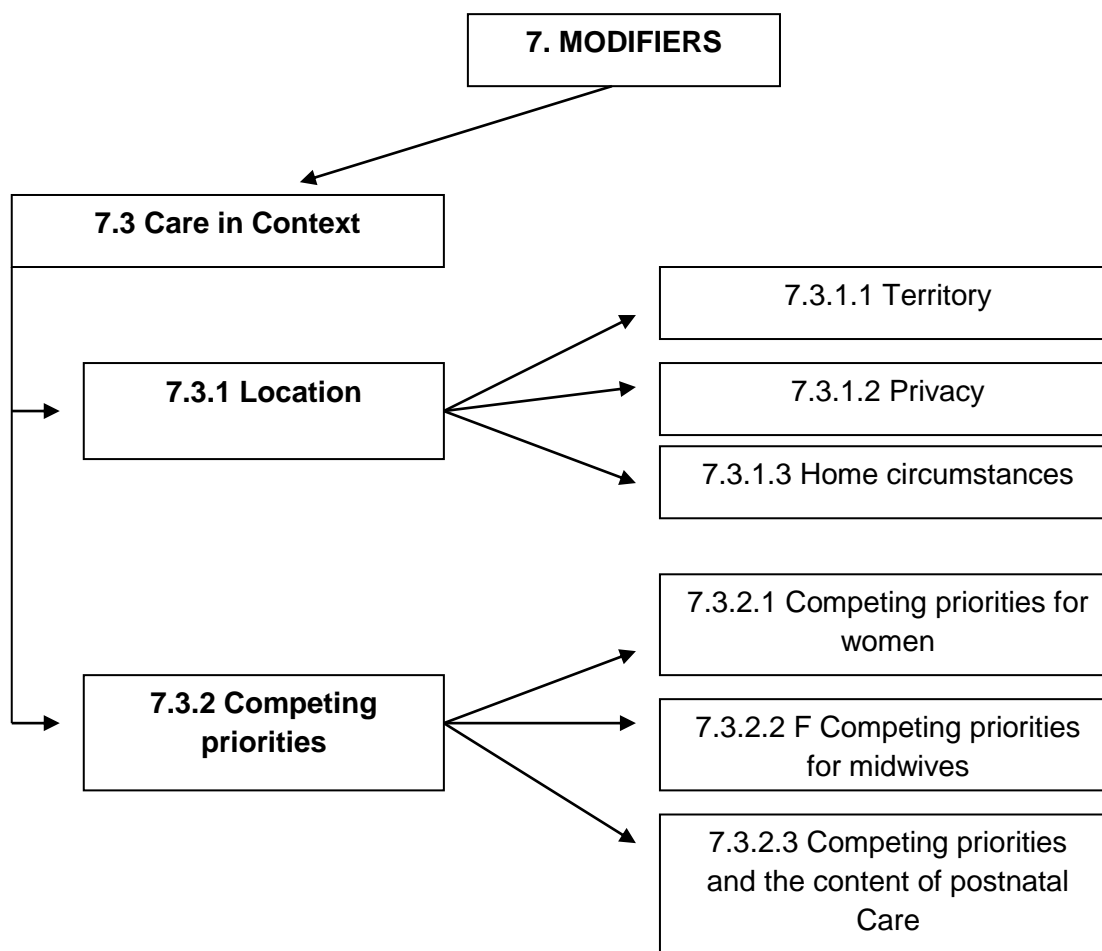 7. MODIFIERS
7.3 Care in Context
7.3.1.1 Territory
7.3.1 Location
7.3.1.2 Privacy
7.3.1.3 Home circumstances
7.3.2.1 Competing priorities for
women
7.3.2 Competing
priorities
7.3.2.2 F Competing priorities
for midwives
7.3.2.3 Competing priorities
and the content of postnatal
Care